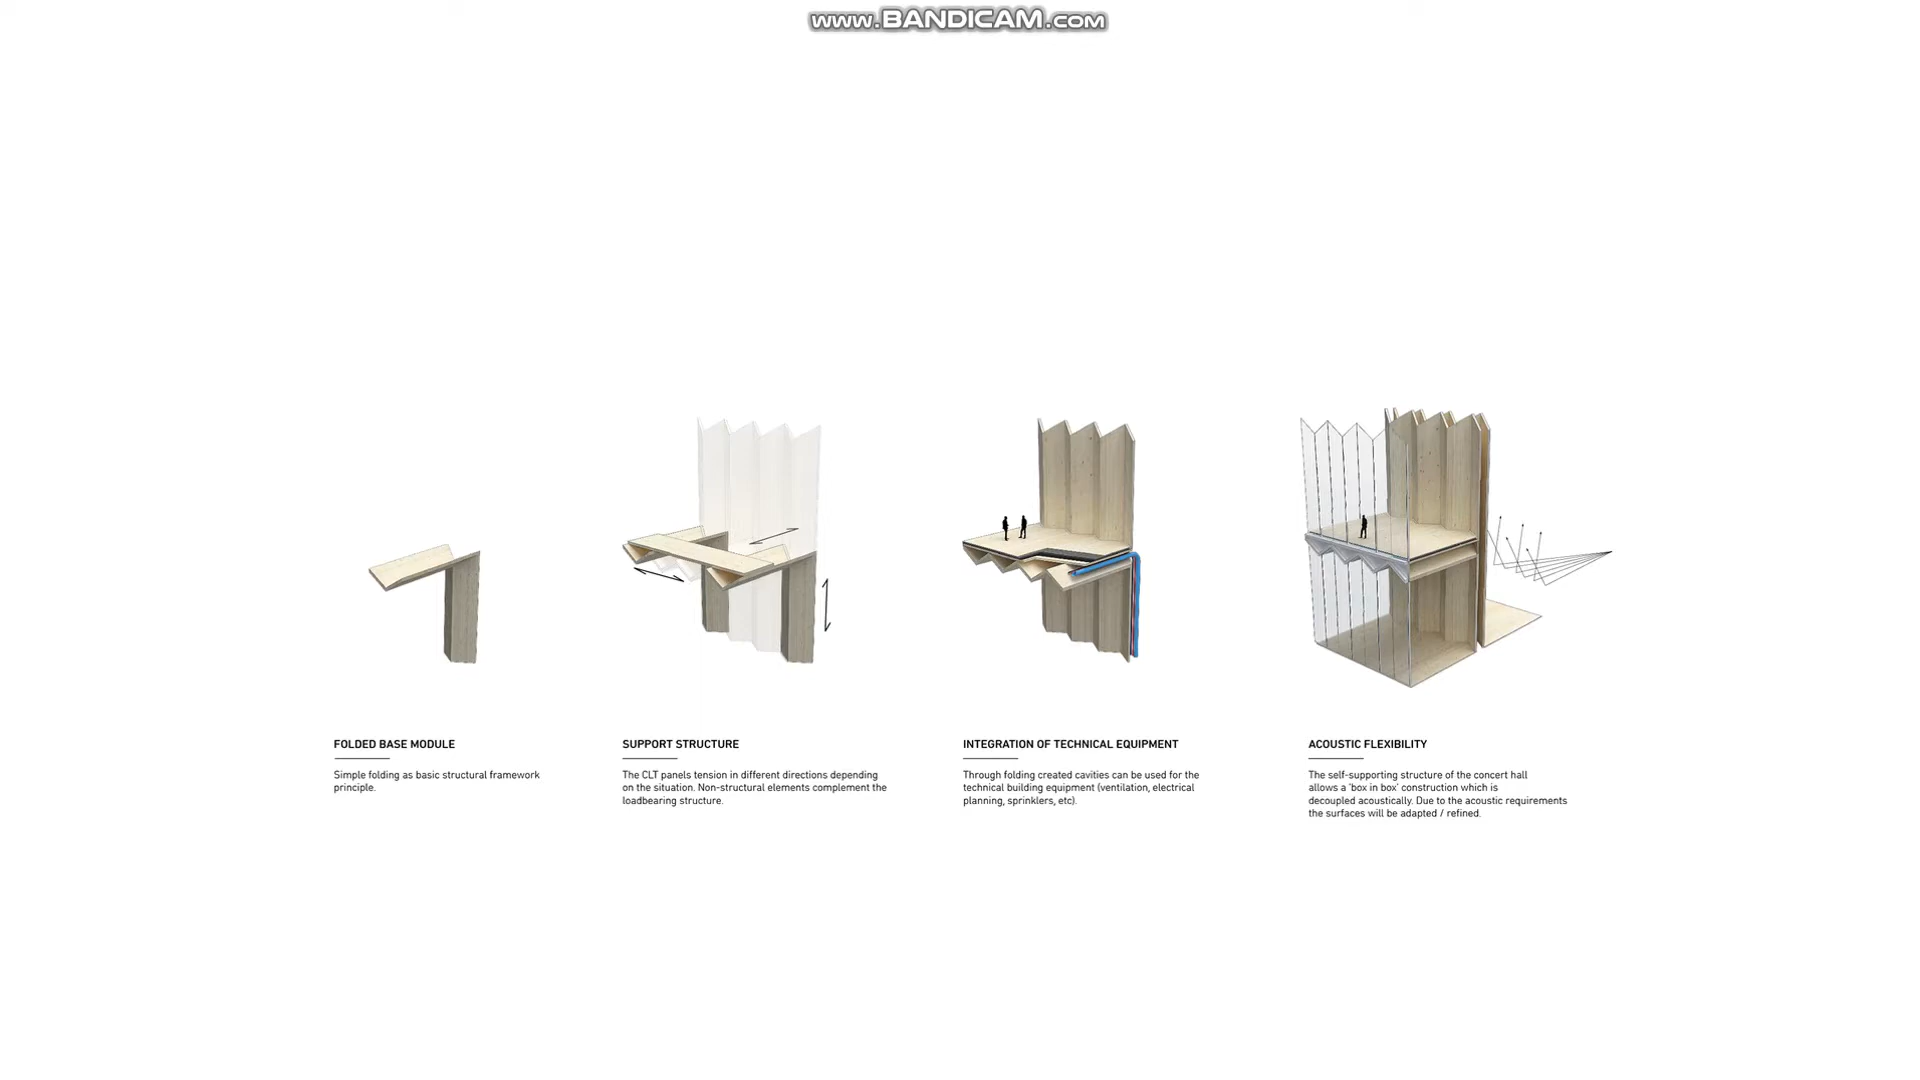 www.BANDICAM.com
FOLDED BASE MODULE
Simple folding as basic structural framework
principle.
SUPPORT STRUCTURE
The CLT panels tension in different directions depending
on the situation. Non-structural elements complement the
loadbearing structure.
INTEGRATION OF TECHNICAL EQUIPMENT
Through folding created cavities can be used for the
technical building equipment (ventilation, electrical
planning, sprinklers, etc).
ACOUSTIC FLEXIBILITY
The self-supporting structure of the concert hall
allows a 'box in box' construction which is
decoupled acoustically. Due to the acoustic requirements
the surfaces will be adapted / refined.